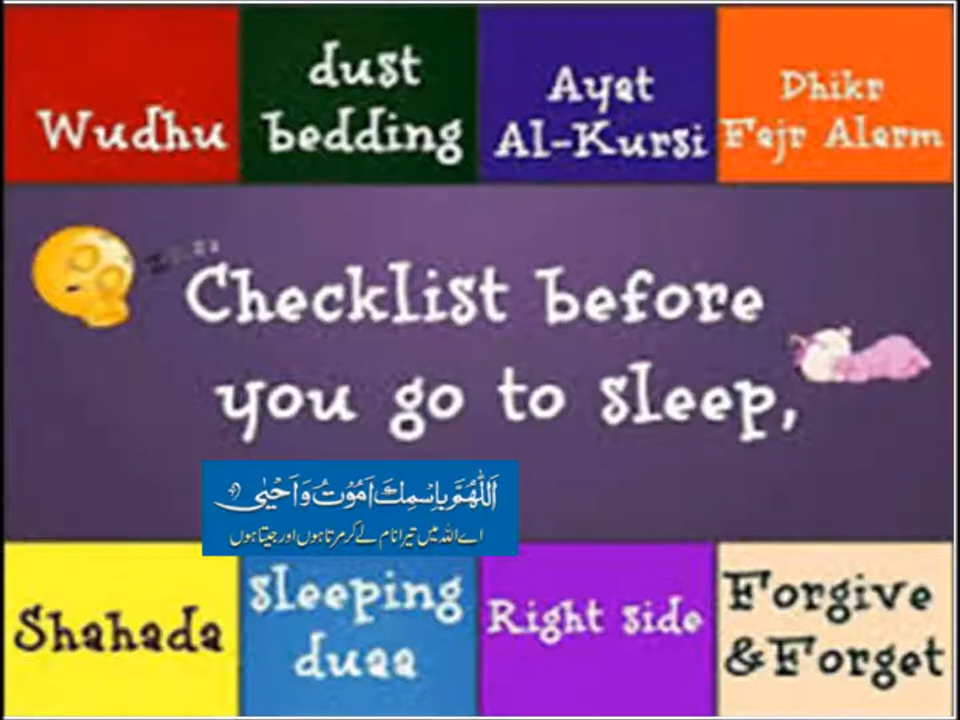 Wudhu
dust
bedding
Ayat
Al-Kursi
Dhikr
Fajr Alarm
Checklist before
you go to sleep,
اَللّٰهُمَّ بِاسْمِكَ اَمُوْتُ وَاَحْيٰى
اے اللہ میں تیرا نام لے کر مرتا ہوں اور جیتا ہوں
Shahada
sleeping
duaa
Right side
Forgive
&Forget